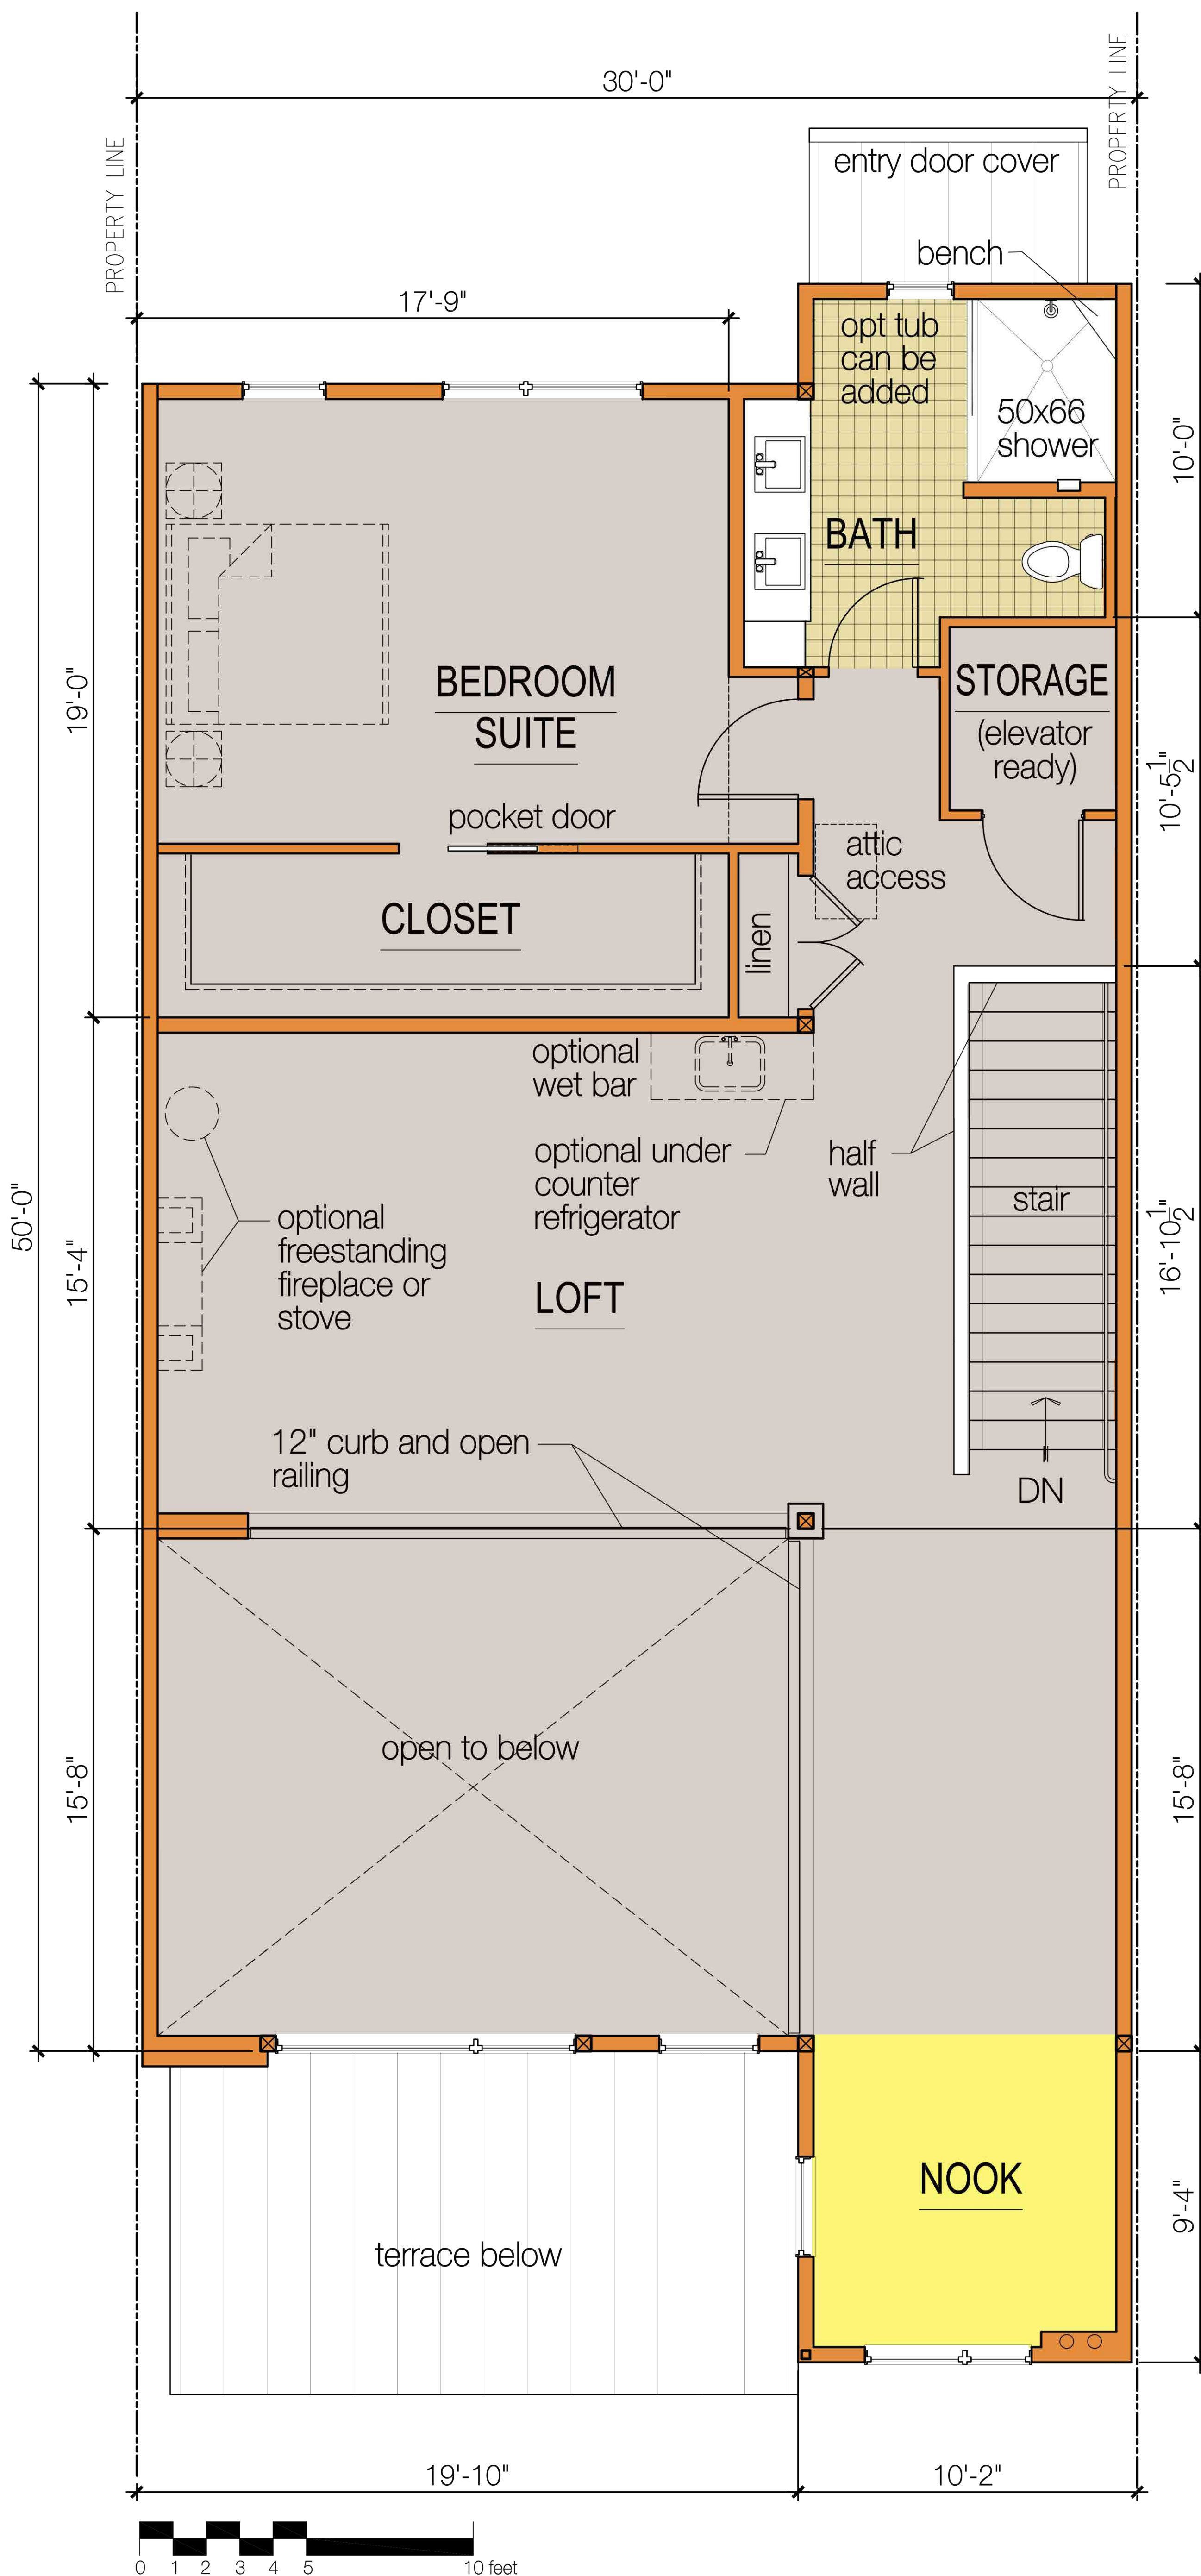 30'-0"
PROPERTY LINE
PROPERTY LINE
entry door cover
bench
17'-9"
opt tub
can be
added
50x66
shower
10'-0"
BATH
BEDROOM
SUITE
STORAGE
(elevator
ready)
19'-0"
10'-5 1/2"
pocket door
attic
access
CLOSET
linen
optional
wet bar
optional under
counter
refrigerator
half
wall
stair
50'-0"
15'-4"
16'-10 1/2"
optional
freestanding
fireplace or
stove
LOFT
12" curb and open
railing
DN
open to below
15'-8"
15'-8"
NOOK
9'-4"
terrace below
19'-10"
10'-2"
0 1 2 3 4 5 10 feet